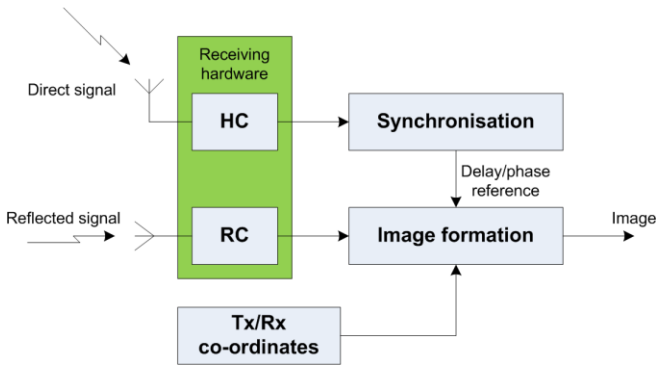 Receiving
hardware
Direct signal
HC
Synchronisation
Delay/phase
reference
Reflected signal
RC
Image formation
Image
Tx/Rx
co-ordinates